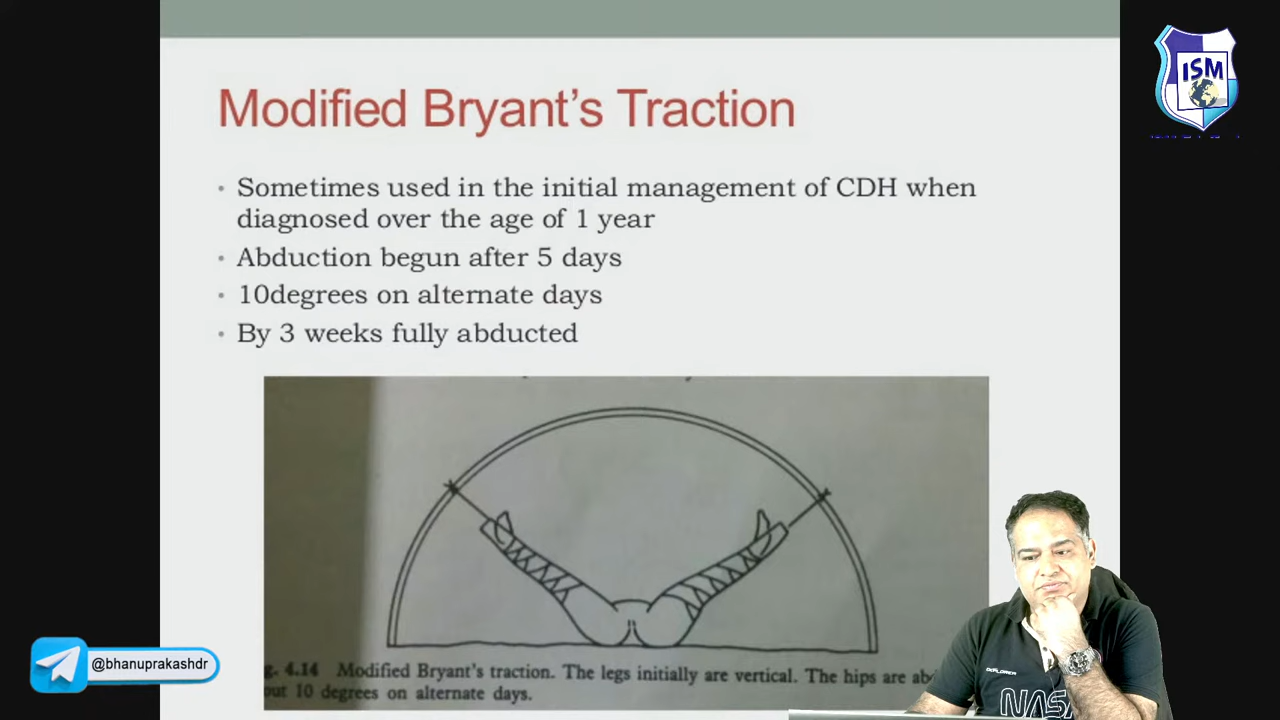 Modified Bryant's Traction
ISM
• Sometimes used in the initial management of CDH when
diagnosed over the age of 1 year
• Abduction begun after 5 days
• 10degrees on alternate days
• By 3 weeks fully abducted
4.14 Modified Bryant's traction. The legs initially are vertical. The hips are
10 degrees on alternate days.
@bhanuprakashdr
NASA